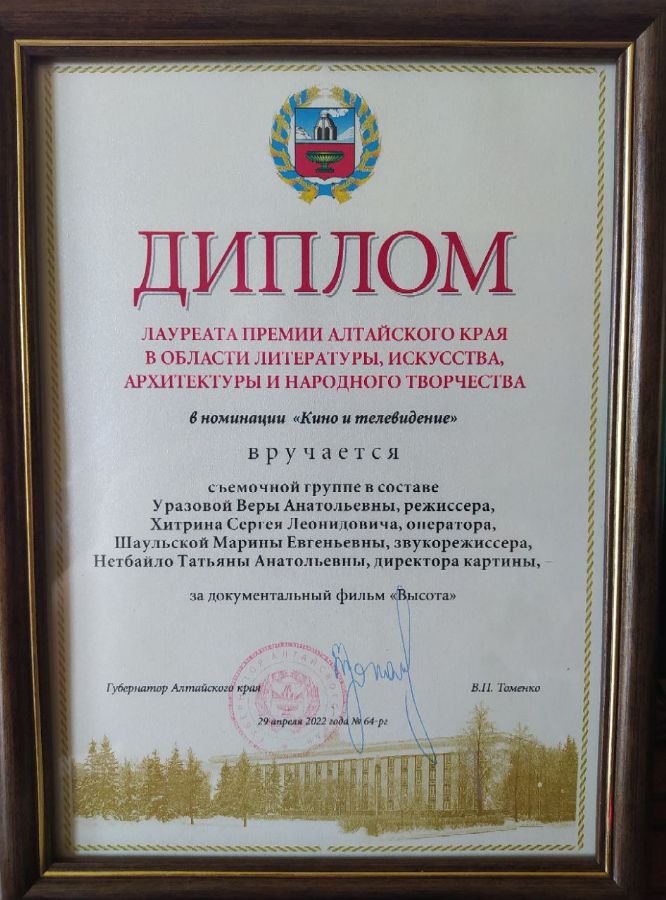 ДИПЛОМ
ЛАУРЕАТА ПРЕМИИ АЛТАЙСКОГО КРАЯ
В ОБЛАСТИ ЛИТЕРАТУРЫ, ИСКУССТВА,
АРХИТЕКТУРЫ И НАРОДНОГО ТВОРЧЕСТВА
в номинации «Кино и телевидение»
вручается
съемочной группе в составе
Уразовой Веры Анатольевны, режиссера,
Хитрина Сергея Леонидовича, оператора,
Шаульской Марины Евгеньевны, звукорежиссера,
Нетбайло Татьяны Анатольевны, директора картины, –
за документальный фильм «Высота»
Губернатор Алтайского края
В.П. Томенко
29 апреля 2022 года № 64-рг
ГУБЕРНАТОР АЛТАЙСКОГО